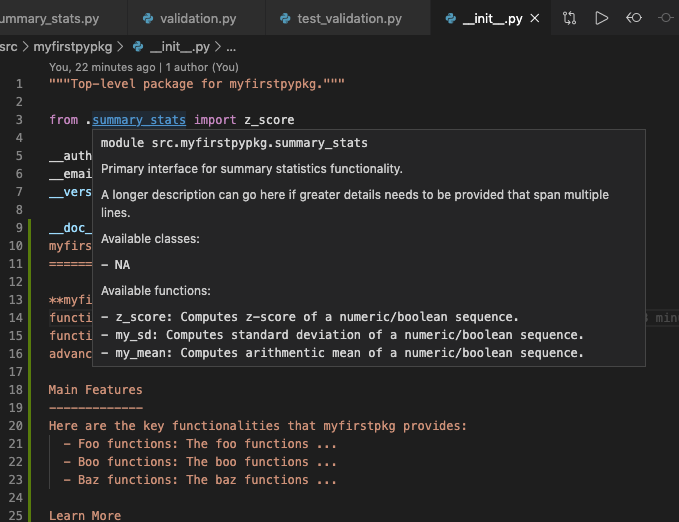 ummary_stats.py validation.py test_validation.py __init__.py
src > myfirstpypkg > __init__.py > ...
You, 22 minutes ago | 1 author (You)
1 """Top-level package for myfirstpypkg."""
2
3 from .summary_stats import z_score
4
module src.myfirstpypkg.summary_stats
5 __auth
Primary interface for summary statistics functionality.
6 __emai
7 __vers
A longer description can go here if greater details needs to be provided that span multiple
8
lines.
9 __doc_
Available classes:
10 myfirs
11 ======
- NA
12
Available functions:
13 **myfi
14 functi
- z_score: Computes z-score of a numeric/boolean sequence.
15 functi
- my_sd: Computes standard deviation of a numeric/boolean sequence.
16 advanc
- my_mean: Computes arithmentic mean of a numeric/boolean sequence.
17
18 Main Features
19 -------------
20 Here are the key functionalities that myfirstpkg provides:
21 - Foo functions: The foo functions ...
22 - Boo functions: The boo functions ...
23 - Baz functions: The baz functions ...
24
25 Learn More